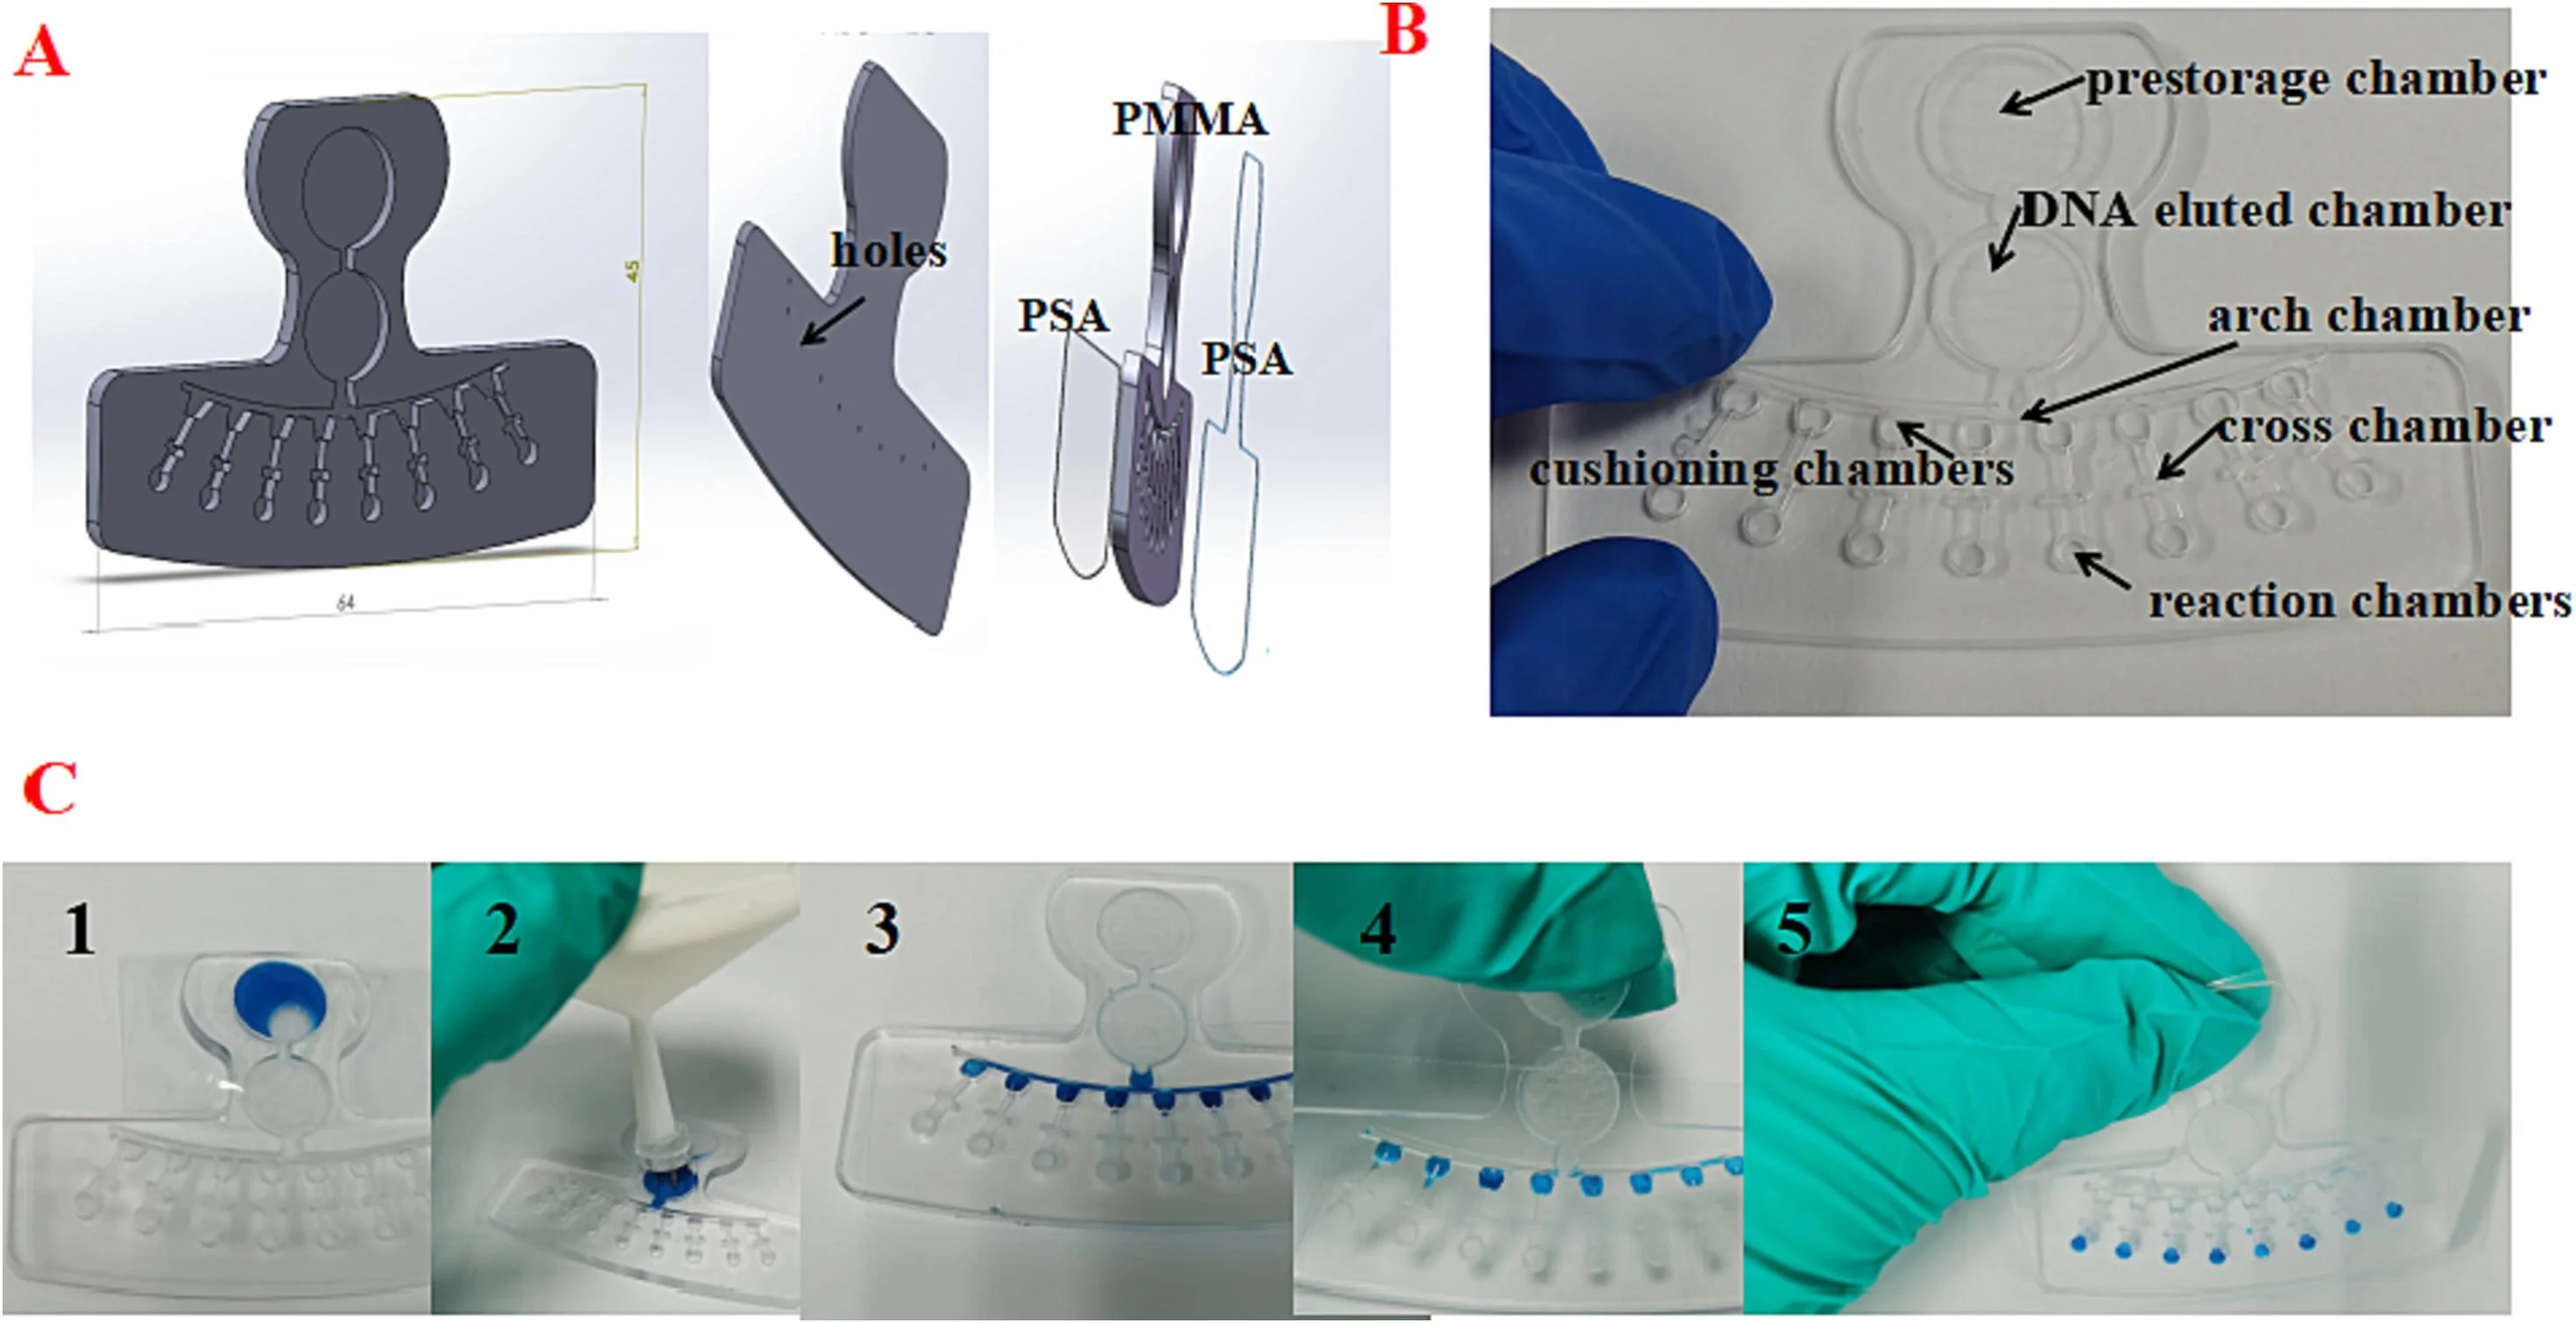 A
45
64
holes
PMMA
PSA
PSA
B
prestorage chamber
DNA eluted chamber
arch chamber
cross chamber
cushioning chambers
reaction chambers
C
1
2
3
4
5